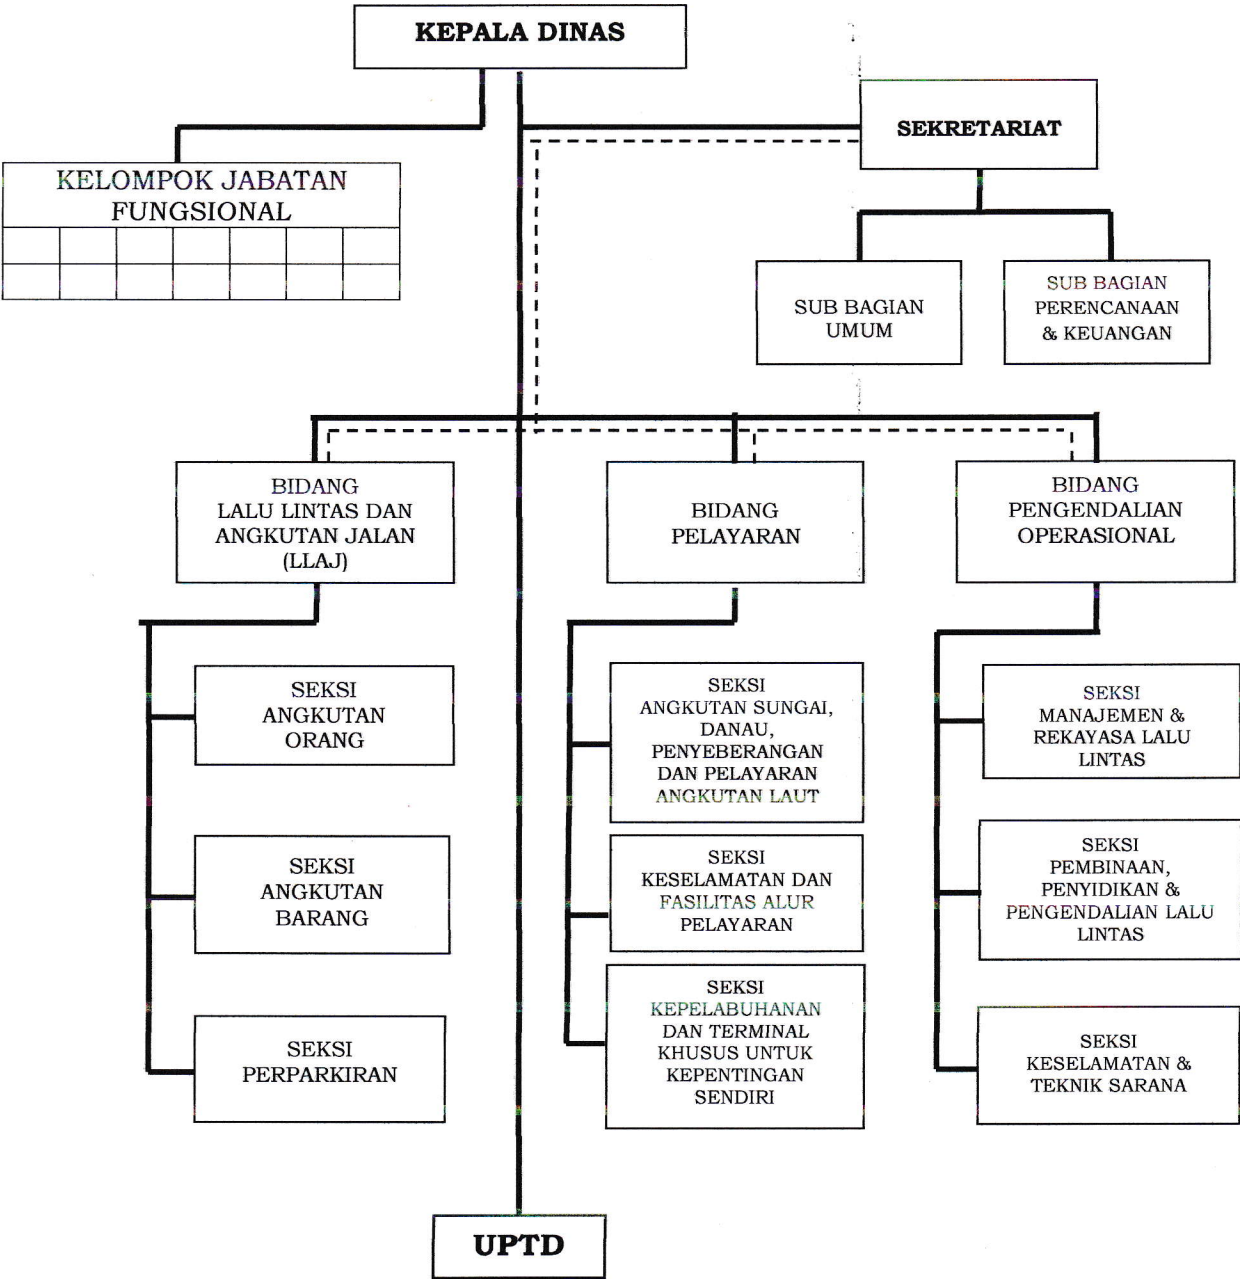 KEPALA DINAS
SEKRETARIAT
KELOMPOK JABATAN
FUNGSIONAL
SUB BAGIAN
UMUM
SUB BAGIAN
PERENCANAAN
& KEUANGAN
BIDANG
LALU LINTAS DAN
ANGKUTAN JALAN
(LLAJ)
BIDANG
PELAYARAN
BIDANG
PENGENDALIAN
OPERASIONAL
SEKSI
ANGKUTAN
ORANG
SEKSI
ANGKUTAN
BARANG
SEKSI
PERPARKIRAN
SEKSI
ANGKUTAN SUNGAI,
DANAU,
PENYEBERANGAN
DAN PELAYARAN
ANGKUTAN LAUT
SEKSI
KESELAMATAN DAN
FASILITAS ALUR
PELAYARAN
SEKSI
KEPELABUHANAN
DAN TERMINAL
KHUSUS UNTUK
KEPENTINGAN
SENDIRI
SEKSI
MANAJEMEN &
REKAYASA LALU
LINTAS
SEKSI
PEMBINAAN,
PENYIDIKAN &
PENGENDALIAN LALU
LINTAS
SEKSI
KESELAMATAN &
TEKNIK SARANA
UPTD